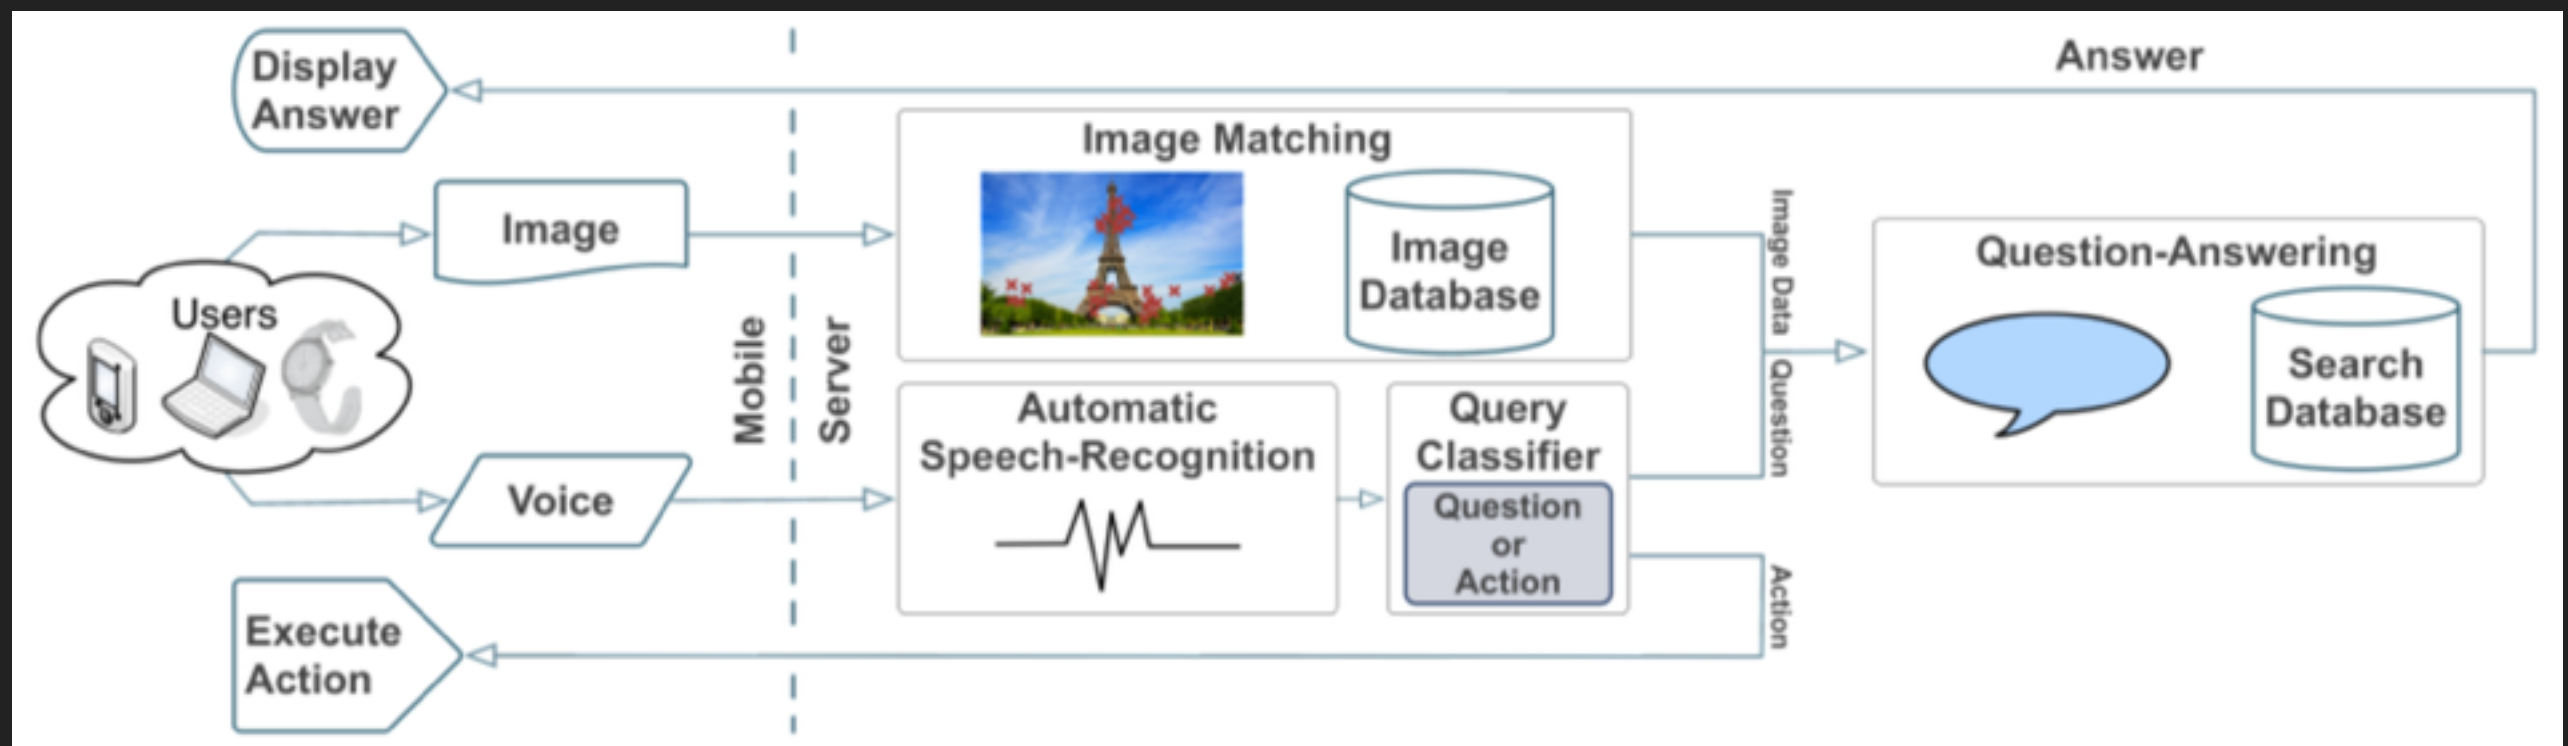 Display
Answer
Answer
Image Matching
Image
Image
Database
Image Data
Question
Question-Answering
Search
Database
Users
Mobile
Server
Voice
Automatic
Speech-Recognition
Query
Classifier
Question
or
Action
Action
Execute
Action